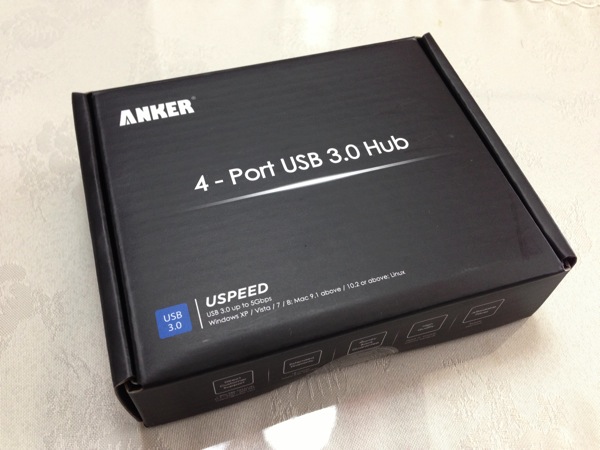 ANKER
4 - Port USB 3.0 Hub
USB
3.0
USPEED
USB 3.0 up to 5Gbps
Windows XP / Vista / 7 / 8; Mac 9.1 above / 10.2 or above; Linux